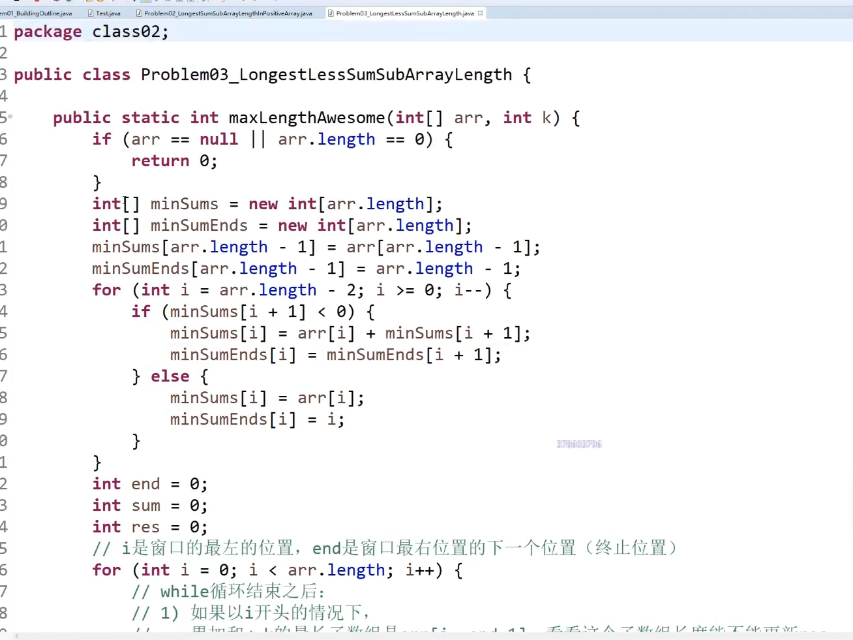 em01_BuildingOutline.java Test.java Problem02_LongestSumSubArrayLengthInPositiveArray.java Problem03_LongestLessSumSubArrayLength.java
1 package class02;
2
3 public class Problem03_LongestLessSumSubArrayLength {
4
5 public static int maxLengthAwesome(int[] arr, int k) {
6 if (arr == null || arr.length == 0) {
7 return 0;
8 }
9 int[] minSums = new int[arr.length];
0 int[] minSumEnds = new int[arr.length];
1 minSums[arr.length - 1] = arr[arr.length - 1];
2 minSumEnds[arr.length - 1] = arr.length - 1;
3 for (int i = arr.length - 2; i >= 0; i--) {
4 if (minSums[i + 1] < 0) {
5 minSums[i] = arr[i] + minSums[i + 1];
6 minSumEnds[i] = minSumEnds[i + 1];
7 } else {
8 minSums[i] = arr[i];
9 minSumEnds[i] = i;
0 }
1 }
2 int end = 0;
3 int sum = 0;
4 int res = 0;
5 // i是窗口的最左的位置，end是窗口最右位置的下一个位置（终止位置）
6 for (int i = 0; i < arr.length; i++) {
7 // while循环结束之后：
8 // 1) 如果以i开头的情况下，